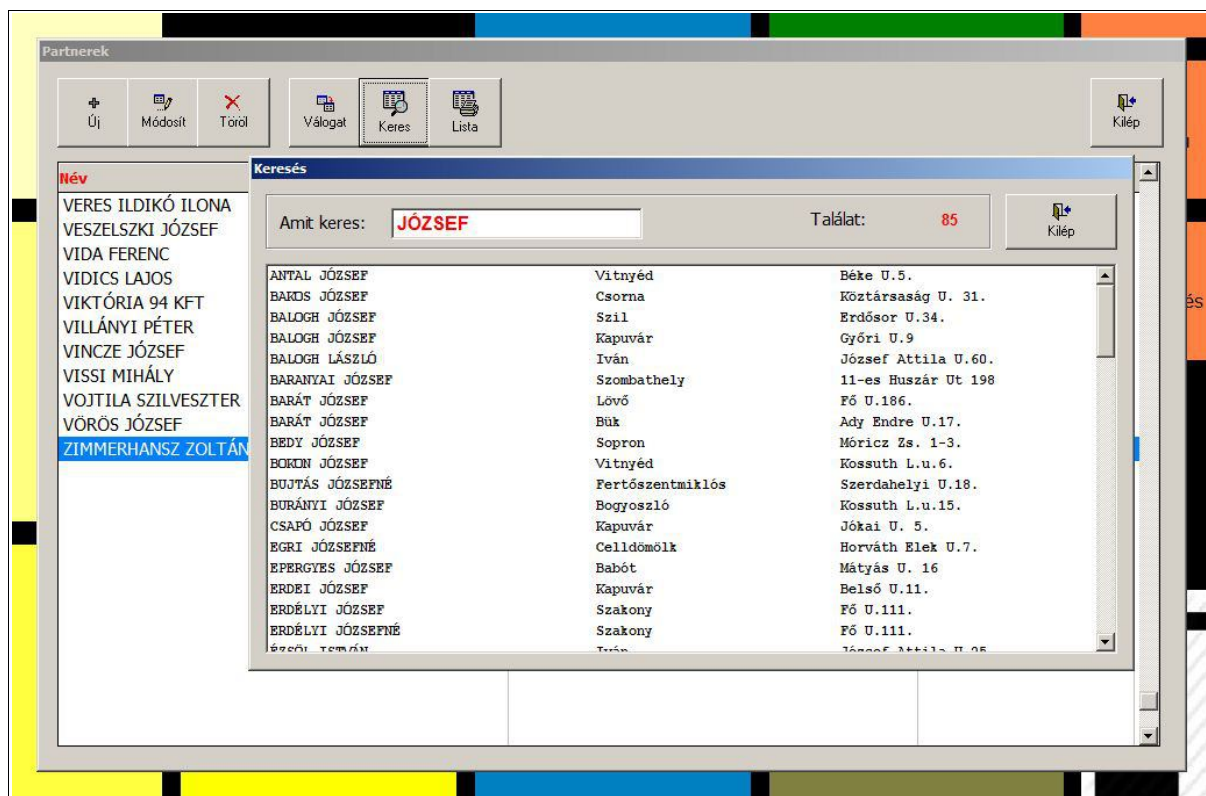 Partnerek
Új Módosít Töröl Válogat Keres Lista Kilép
Név
VERES ILDIKÓ ILONA
VESZELSZKI JÓZSEF
VIDA FERENC
VIDICS LAJOS
VIKTÓRIA 94 KFT
VILLÁNYI PÉTER
VINCZE JÓZSEF
VISSI MIHÁLY
VOJTILA SZILVESZTER
VÖRÖS JÓZSEF
ZIMMERHANSZ ZOLTÁN
Keresés
Amit keres: JÓZSEF Találat: 85 Kilép
ANTAL JÓZSEF Vitnyéd Béke U.5.
BAKOS JÓZSEF Csorna Köztársaság U. 31.
BALOGH JÓZSEF Szil Erdősor U.34.
BALOGH JÓZSEF Kapuvár Győri U.9
BALOGH LÁSZLÓ Iván József Attila U.60.
BARANYAI JÓZSEF Szombathely 11-es Huszár Ut 198
BARÁT JÓZSEF Lövő Fő U.186.
BARÁT JÓZSEF Bük Ady Endre U.17.
BEDY JÓZSEF Sopron Móricz Zs. 1-3.
BOKON JÓZSEF Vitnyéd Kossuth L.u.6.
BUJTÁS JÓZSEFNÉ Fertőszentmiklós Szerdahelyi U.18.
BURÁNYI JÓZSEF Bogyoszló Kossuth L.u.15.
CSAPÓ JÓZSEF Kapuvár Jókai U. 5.
EGRI JÓZSEFNÉ Celldömölk Horváth Elek U.7.
EPERGYES JÓZSEF Babót Mátyás U. 16
ERDEI JÓZSEF Kapuvár Belső U.11.
ERDÉLYI JÓZSEF Szakony Fő U.111.
ERDÉLYI JÓZSEFNÉ Szakony Fő U.111.
ÉZSÖL ISTVÁN Iván József Attila U.25
és